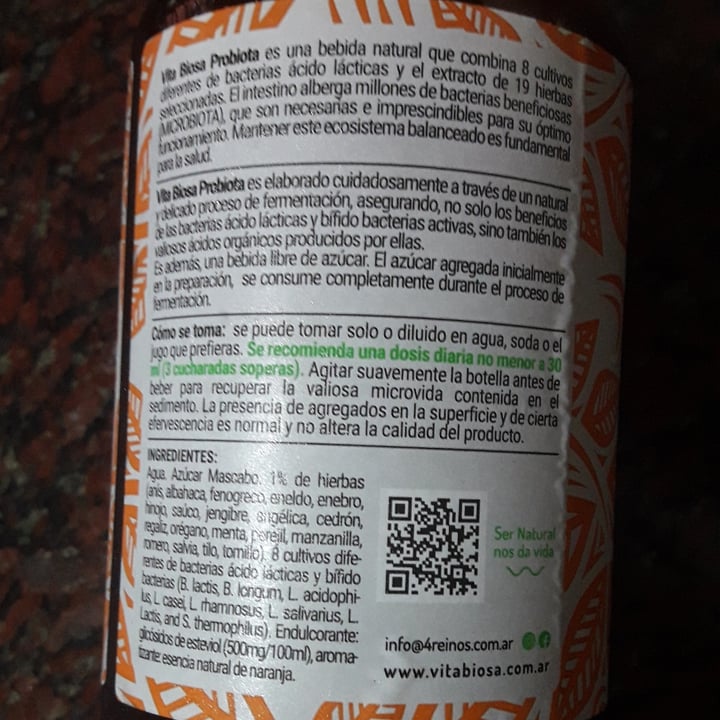 Vita Biosa Probiota es una bebida natural que combina 8 cultivos
diferentes de bacterias ácido lácticas y el extracto de 19 hierbas
seleccionadas. El intestino alberga millones de bacterias beneficiosas
(MICROBIOTA), que son necesarias e imprescindibles para su óptimo
funcionamiento. Mantener este ecosistema balanceado es fundamental
para la salud.
Vita Biosa Probiota es elaborado cuidadosamente a través de un natural
y delicado proceso de fermentación, asegurando, no solo los beneficios
de las bacterias ácido lácticas y bífido bacterias activas, sino también los
valiosos ácidos orgánicos producidos por ellas.
Es además, una bebida libre de azúcar. El azúcar agregada inicialmente
en la preparación, se consume completamente durante el proceso de
fermentación.
Cómo se toma: se puede tomar solo o diluido en agua, soda o el
jugo que prefieras. Se recomienda una dosis diaria no menor a 30
ml (3 cucharadas soperas). Agitar suavemente la botella antes de
beber para recuperar la valiosa microvida contenida en el
sedimento. La presencia de agregados en la superficie y de cierta
efervescencia es normal y no altera la calidad del producto.
INGREDIENTES:
Agua, Azúcar Mascabo, 1% de hierbas
(anís, albahaca, fenogreco, eneldo, enebro,
hinojo, saúco, jengibre, angélica, cedrón,
regaliz, orégano, menta, perejil, manzanilla,
romero, salvia, tilo, tomillo). 8 cultivos dife-
rentes de bacterias ácido lácticas y bífido
bacterias (B. lactis, B. longum, L. acidophi-
lus, L. casei, L. rhamnosus, L. salivarius, L.
Lactis, and S. thermophilus). Endulcorante:
glicósidos de esteviol (500mg/100ml), aroma-
tizante: esencia natural de naranja.
Ser Natural
nos da vida
info@4reinos.com.ar
www.vitabiosa.com.ar